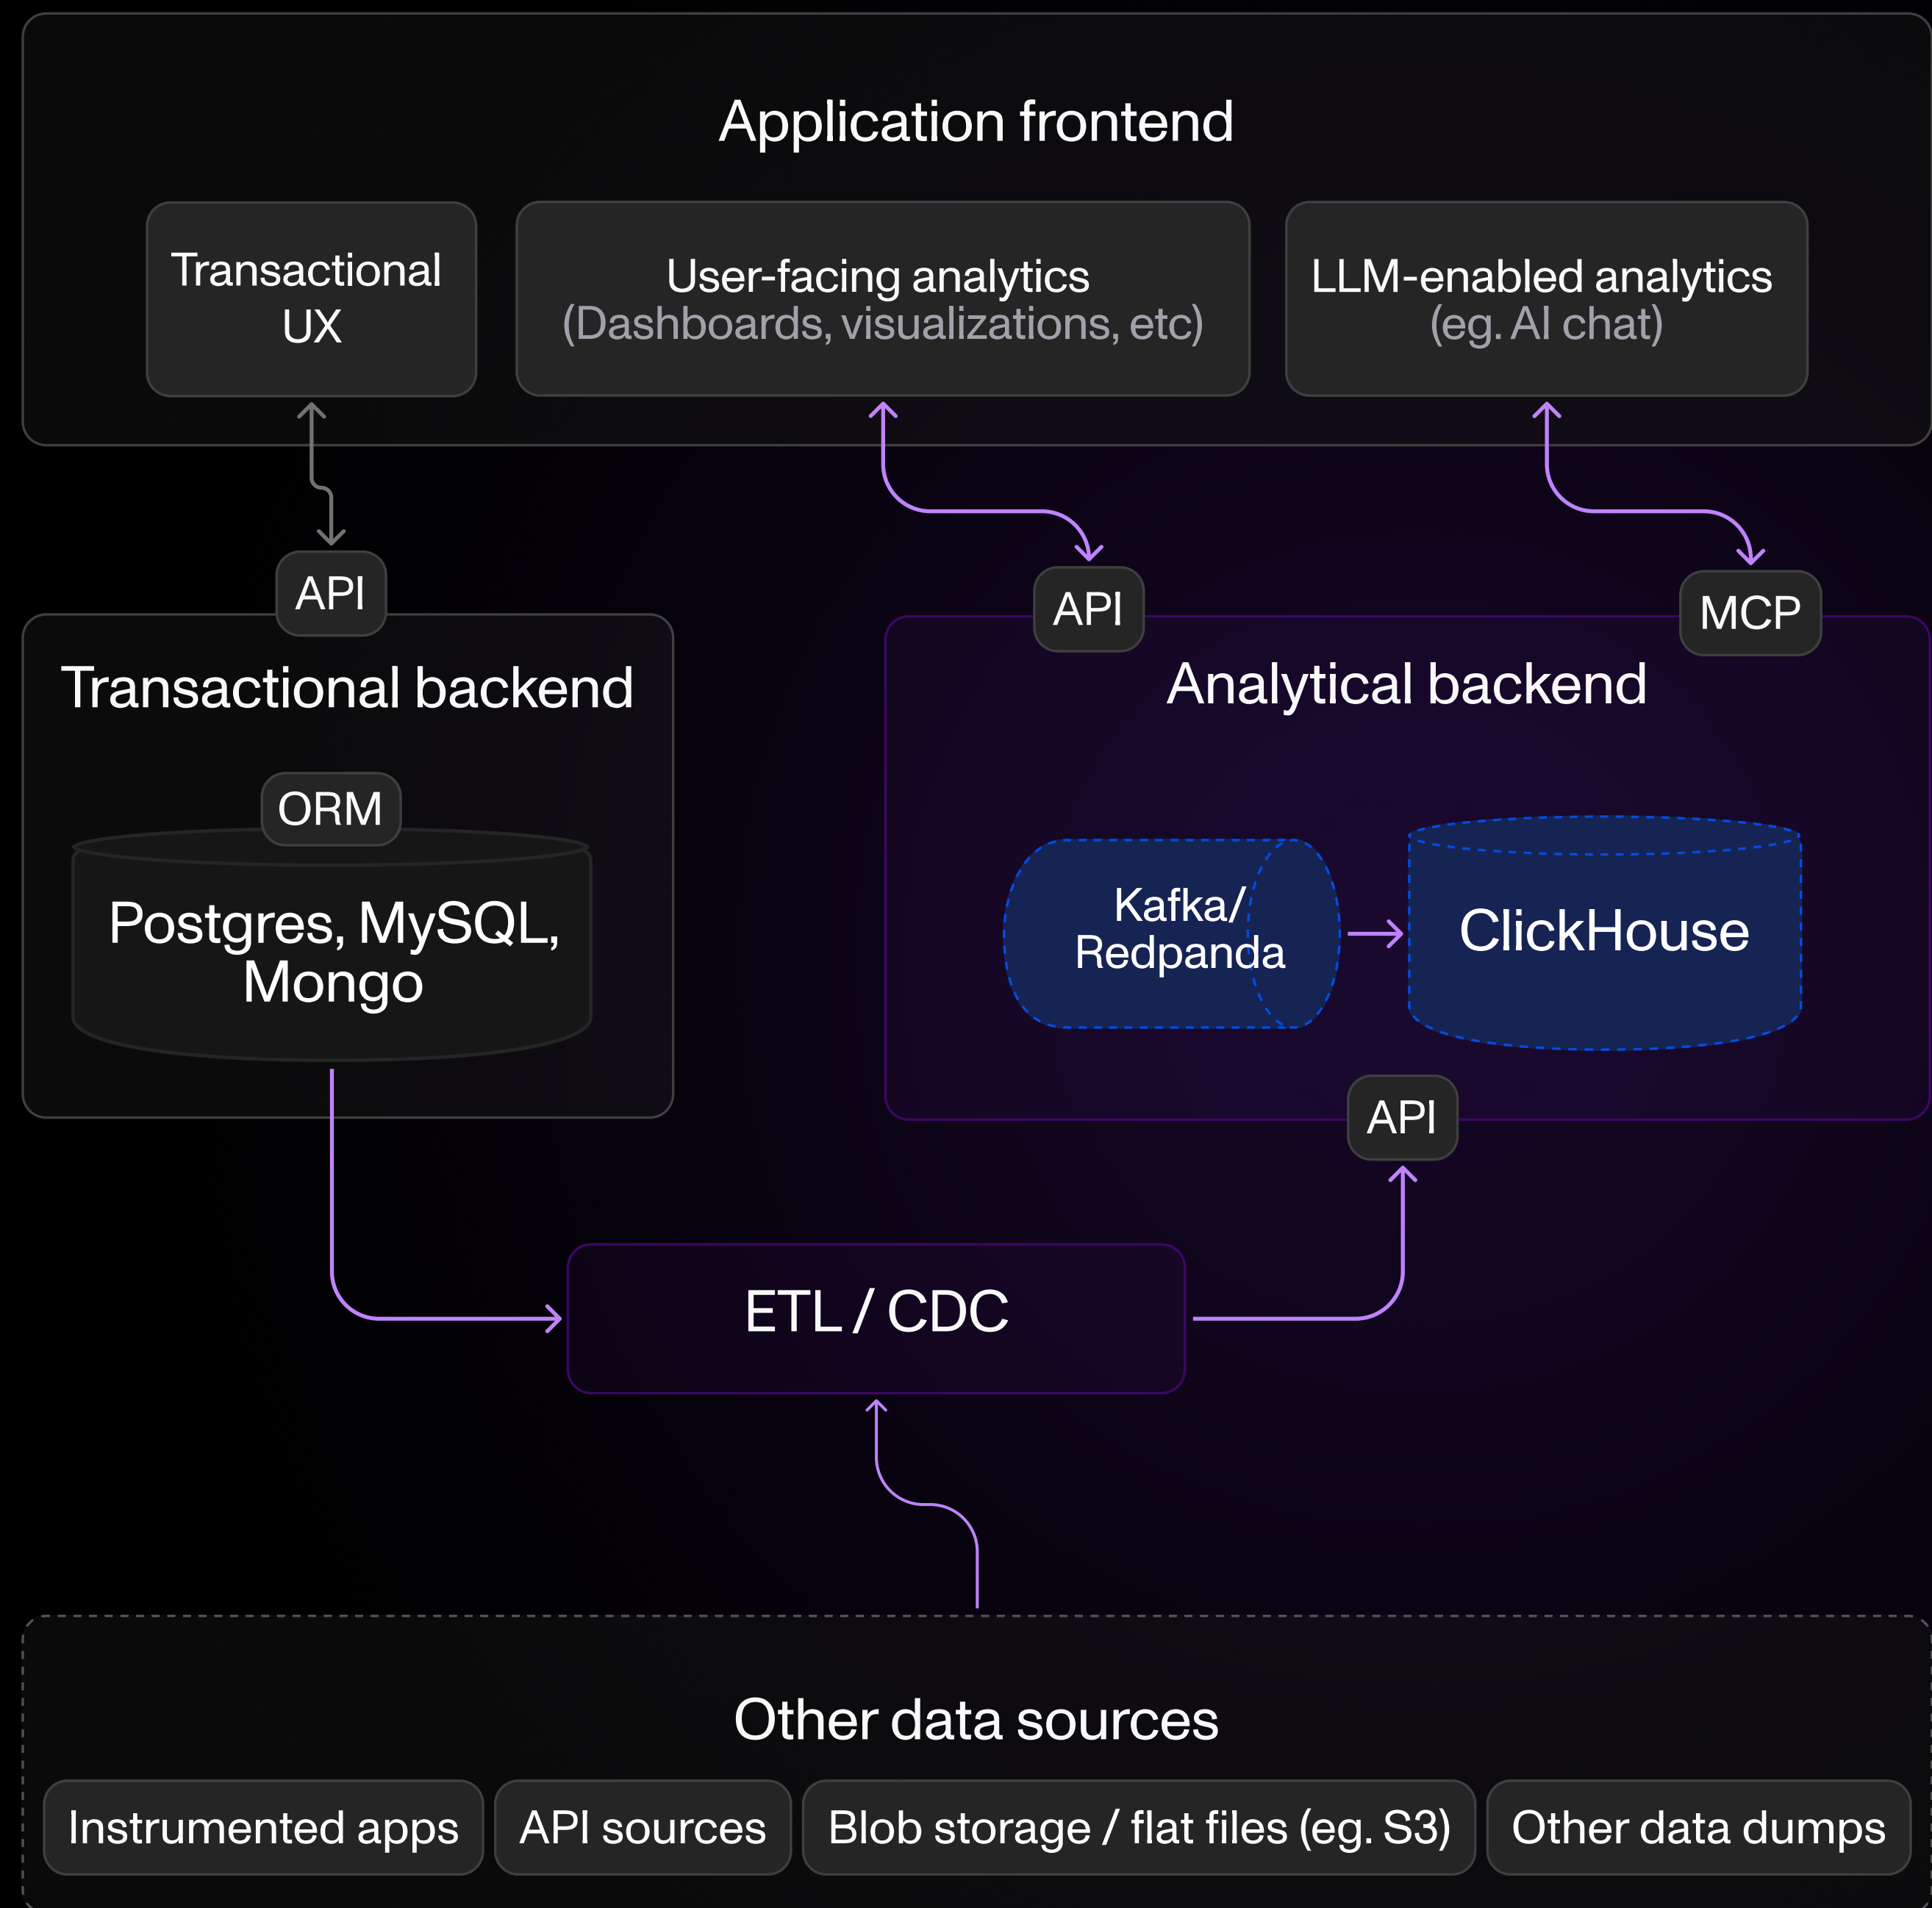 Application frontend
Transactional
UX
User-facing analytics
(Dashboards, visualizations, etc)
LLM-enabled analytics
(eg. AI chat)
API
API
MCP
Transactional backend
Analytical backend
ORM
Postgres, MySQL,
Mongo
Kafka/
Redpanda
ClickHouse
API
ETL / CDC
Other data sources
Instrumented apps
API sources
Blob storage / flat files (eg. S3)
Other data dumps